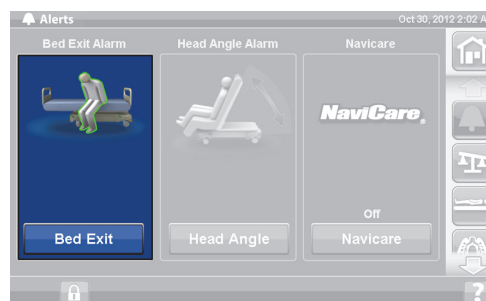 Alerts
Oct 30, 2012 2:02 A
Bed Exit Alarm
Head Angle Alarm
Navicare
NaviCare®
Off
Bed Exit
Head Angle
Navicare
?